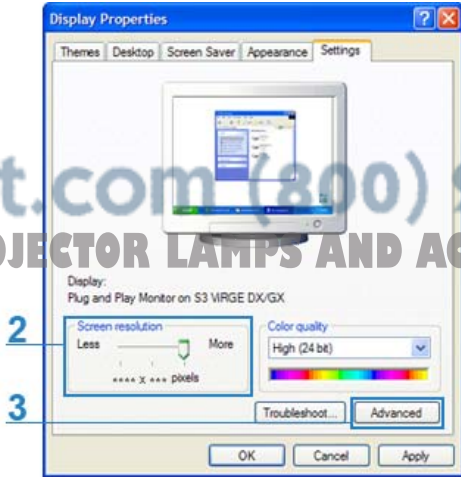 Display Properties
Themes Desktop Screen Saver Appearance Settings
t.com (800)
OJECTOR LAMPS AND AC
Display:
Plug and Play Monitor on S3 VIRGE DX/GX
2
Screen resolution
Less More
**** X *** pixels
Color quality
High (24 bit)
3
Troubleshoot... Advanced
OK Cancel Apply